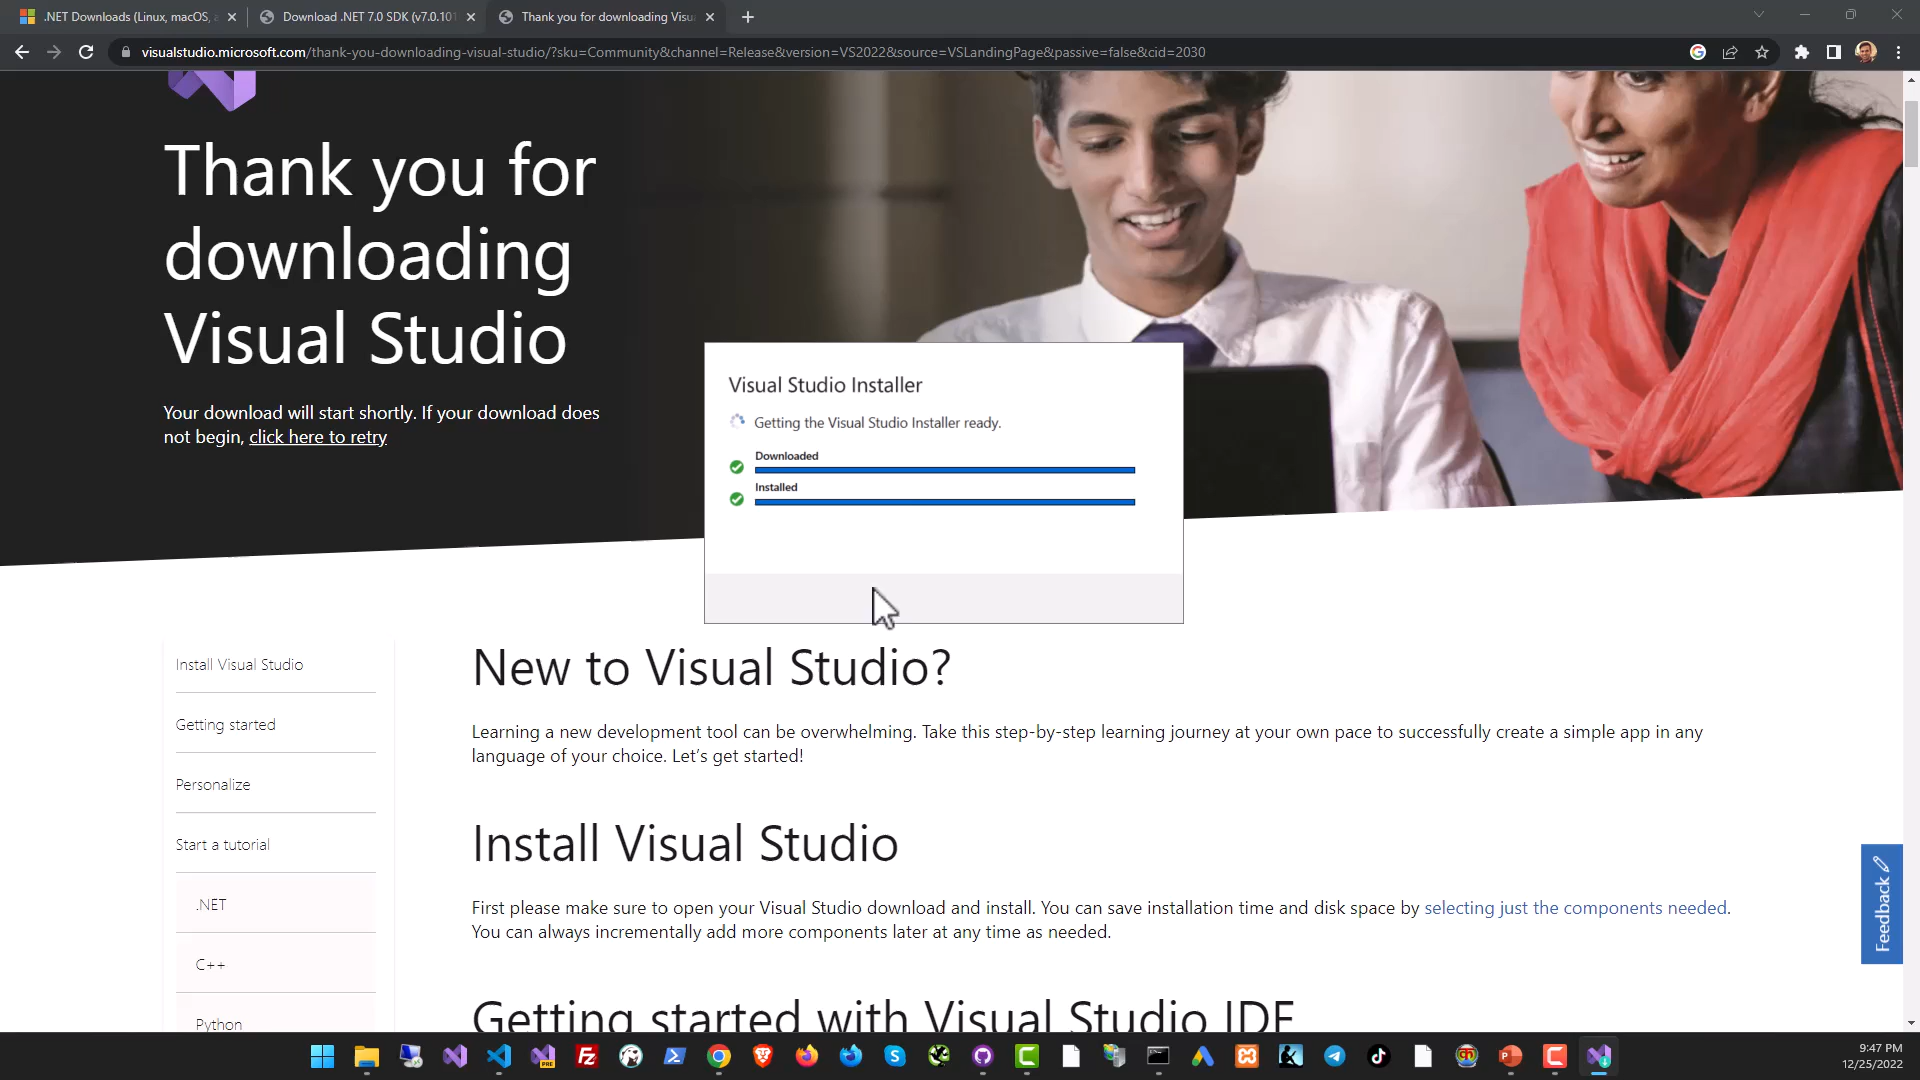 .NET Downloads (Linux, macOS, a
Download .NET 7.0 SDK (v7.0.101
Thank you for downloading Visu
visualstudio.microsoft.com/thank-you-downloading-visual-studio/?sku=Community&channel=Release&version=VS2022&source=VSLandingPage&passive=false&cid=2030
Thank you for
downloading
Visual Studio
Your download will start shortly. If your download does
not begin, click here to retry
Visual Studio Installer
Getting the Visual Studio Installer ready.
Downloaded
Installed
Install Visual Studio
Getting started
Personalize
Start a tutorial
.NET
C++
Python
New to Visual Studio?
Learning a new development tool can be overwhelming. Take this step-by-step learning journey at your own pace to successfully create a simple app in any
language of your choice. Let's get started!
Install Visual Studio
First please make sure to open your Visual Studio download and install. You can save installation time and disk space by selecting just the components needed.
You can always incrementally add more components later at any time as needed.
Getting started with Visual Studio IDE
Feedback
9:47 PM
12/25/2022